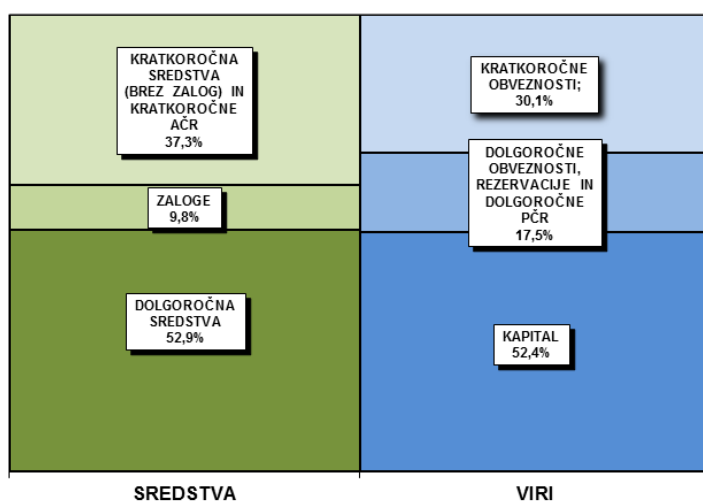 KRATKOROČNA
SREDSTVA
(BREZ ZALOG) IN
KRATKOROČNE
AČR
37,3%
ZALOGE
9,8%
DOLGOROČNA
SREDSTVA
52,9%
KRATKOROČNE
OBVEZNOSTI;
30,1%
DOLGOROČNE
OBVEZNOSTI,
REZERVACIJE IN
DOLGOROČNE
PČR
17,5%
KAPITAL
52,4%
SREDSTVA
VIRI